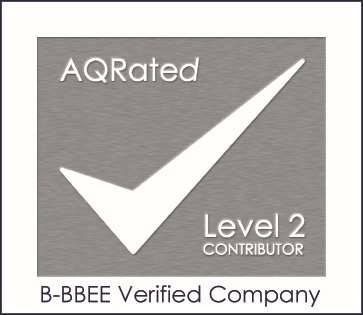 AQRated
Level 2
CONTRIBUTOR
B-BBEE Verified Company